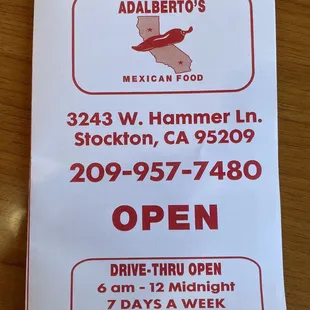 ADALBERTO'S
MEXICAN FOOD
3243 W. Hammer Ln.
Stockton, CA 95209
209-957-7480
OPEN
DRIVE-THRU OPEN
6 am - 12 Midnight
7 DAYS A WEEK